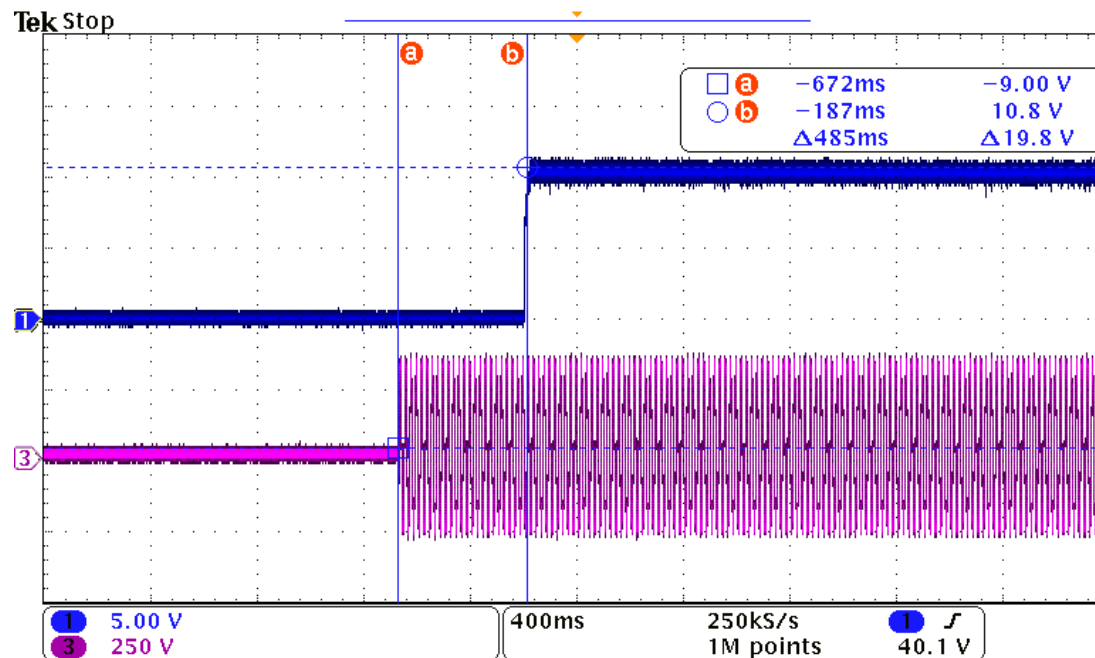 Tek Stop
a b
a −672ms −9.00 V
b −187ms 10.8 V
Δ485ms Δ19.8 V
1
3
1 5.00 V 400ms 250kS/s 1 ƒ
3 250 V 1M points 40.1 V